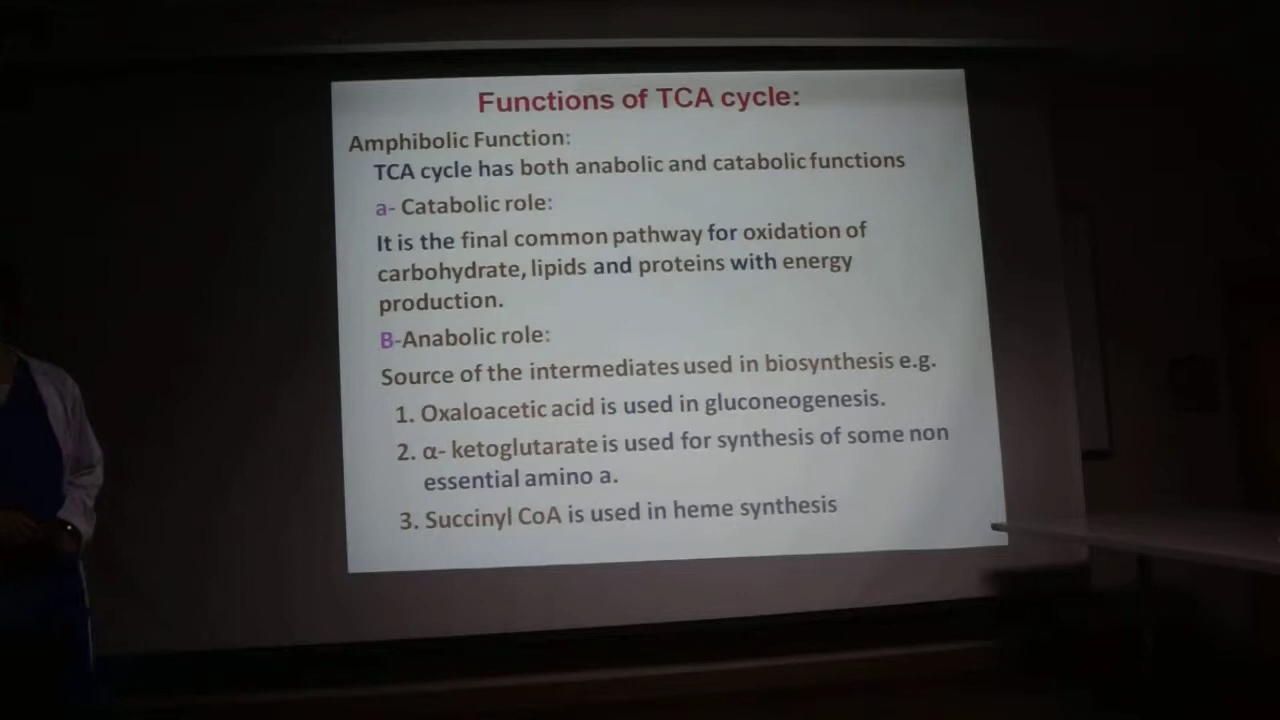 Functions of TCA cycle:
Amphibolic Function:
TCA cycle has both anabolic and catabolic functions
a- Catabolic role:
It is the final common pathway for oxidation of
carbohydrate, lipids and proteins with energy
production.
B-Anabolic role:
Source of the intermediates used in biosynthesis e.g.
1. Oxaloacetic acid is used in gluconeogenesis.
2. α- ketoglutarate is used for synthesis of some non
essential amino a.
3. Succinyl CoA is used in heme synthesis